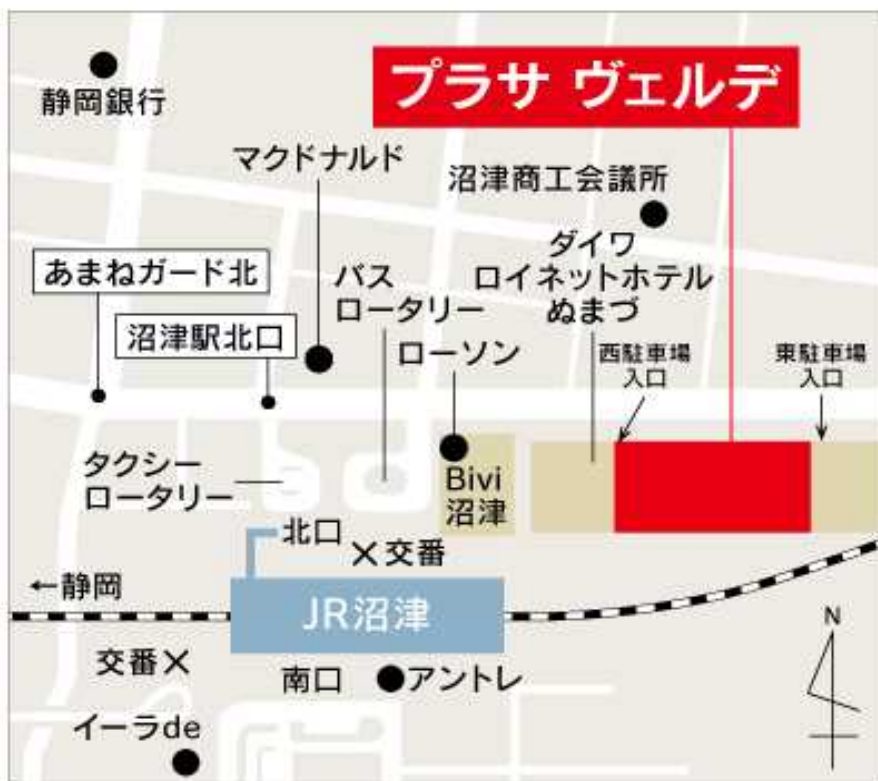 プラサ ヴェルデ
静岡銀行
マクドナルド
沼津商工会議所
あまねガード北
バス
ロータリー
ダイワ
ロイネットホテル
ぬまづ
沼津駅北口
ローソン
西駐車場
入口
東駐車場
入口
タクシー
ロータリー
Bivi
沼津
北口
×交番
←静岡
JR沼津
N
交番×
南口
アントレ
イーラde